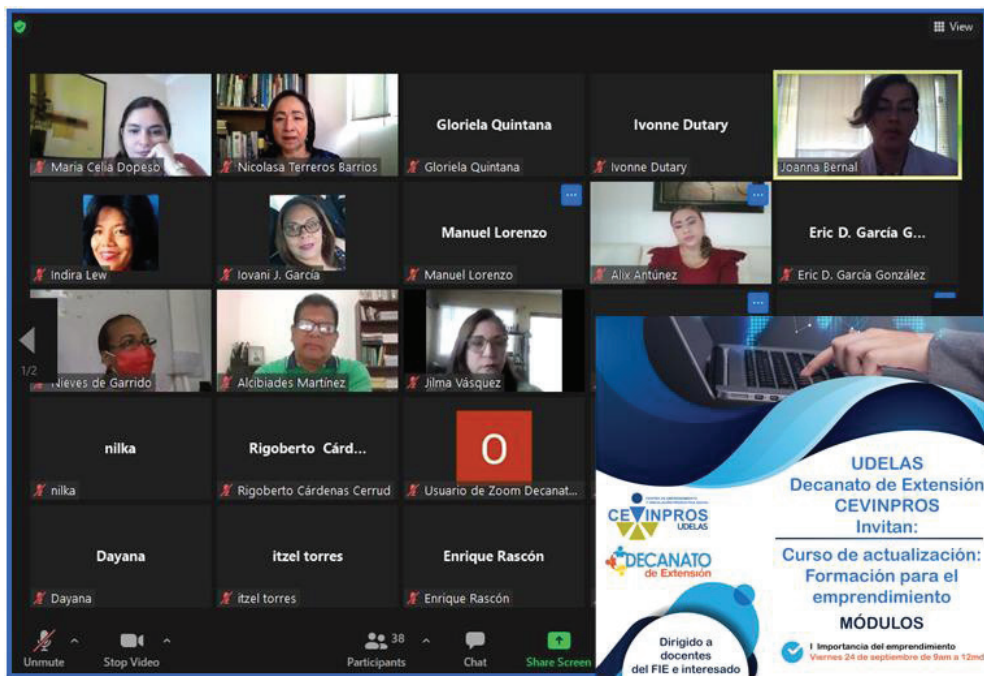 View
Maria Celia Dopeso
Nicolasa Terreros Barrios
Gloriela Quintana
Gloriela Quintana
Ivonne Dutary
Ivonne Dutary
Joanna Bernal
Indira Lew
Iovani J. García
Manuel Lorenzo
Manuel Lorenzo
Alix Antúnez
Eric D. García G...
Eric D. García González
1/2
Nieves de Garrido
Alcibiades Martínez
Jilma Vásquez
nilka
nilka
Rigoberto Cárd...
Rigoberto Cárdenas Cerrud
O
Usuario de Zoom Decanat...
Dayana
Dayana
itzel torres
itzel torres
Enrique Rascón
Enrique Rascón
Unmute
Stop Video
38
Participants
Chat
Share Screen
CEVINPROS
UDELAS
DECANATO
de Extensión
UDELAS
Decanato de Extensión
CEVINPROS
Invitan:
Curso de actualización:
Formación para el
emprendimiento
MÓDULOS
I Importancia del emprendimiento
Viernes 24 de septiembre de 9am a 12md
Dirigido a
docentes
del FIE e interesado